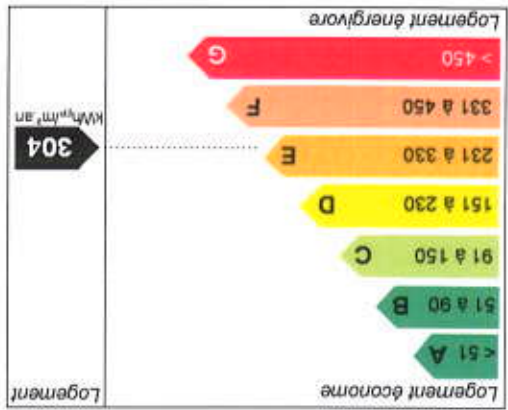 Logement économe
Logement
< 51 A
51 à 90 B
91 à 150 C
151 à 230 D
231 à 330 E
304
kWhEP/m².an
331 à 450 F
> 450 G
Logement énergivore